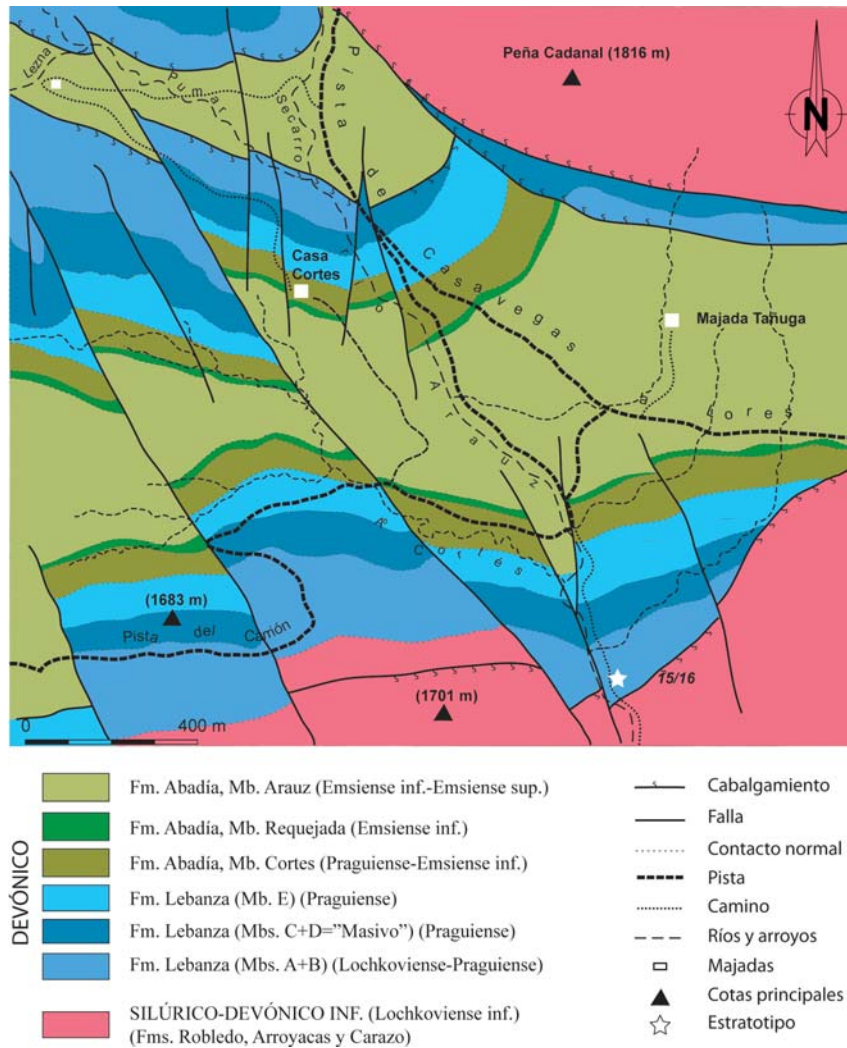 Lezna
Pumar
Secarro
Pista de Casavegas a Lores
Peña Cadanal (1816 m)
N
Casa
Cortes
Majada Tañuga
Arauz
Cortés
(1683 m)
Pista del Carrión
(1701 m)
15/16
0 400 m
DEVÓNICO
Fm. Abadía, Mb. Arauz (Emsiense inf.-Emsiense sup.)
Fm. Abadía, Mb. Requejada (Emsiense inf.)
Fm. Abadía, Mb. Cortes (Praguiense-Emsiense inf.)
Fm. Lebanza (Mb. E) (Praguiense)
Fm. Lebanza (Mbs. C+D="Masivo") (Praguiense)
Fm. Lebanza (Mbs. A+B) (Lochkoviense-Praguiense)
SILÚRICO-DEVÓNICO INF. (Lochkoviense inf.)
(Fms. Robledo, Arroyacas y Carazo)
Cabalgamiento
Falla
Contacto normal
Pista
Camino
Ríos y arroyos
Majadas
Cotas principales
Estratotipo